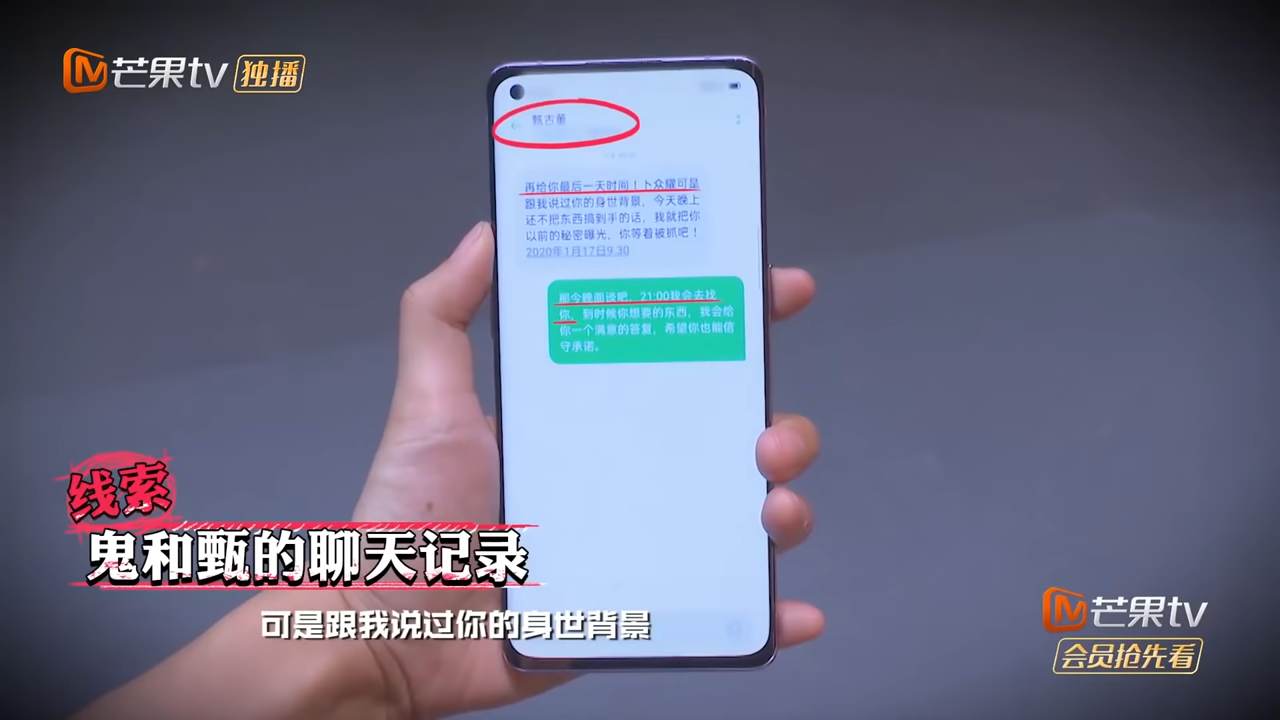 芒果tv 独播
甄古董
再给你最后一天时间！卜众耀可是
跟我说过你的身世背景，今天晚上
还不把东西搞到手的话，我就把你
以前的秘密曝光，你等着被抓吧！
2020年1月17日9.30
那今晚面谈吧，21:00我会去找
你，到时候你想要的东西，我会给
你一个满意的答复，希望你也能信
守承诺。
线索
鬼和甄的聊天记录
可是跟我说过你的身世背景
芒果tv
会员抢先看